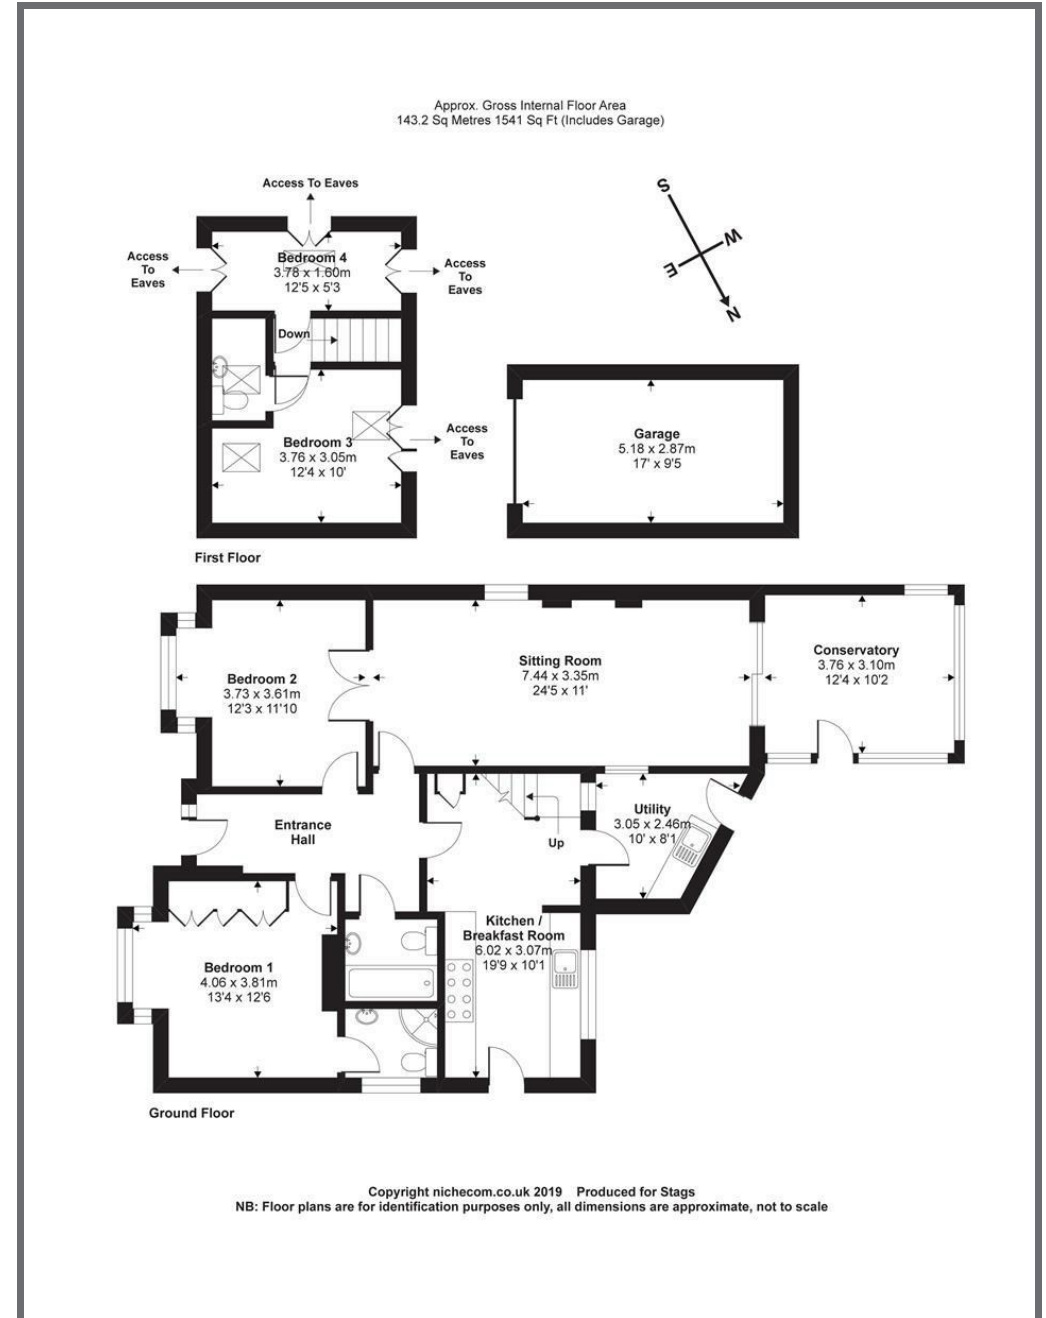 Approx. Gross Internal Floor Area
143.2 Sq Metres 1541 Sq Ft (Includes Garage)
Access To Eaves
Access
To
Eaves
Bedroom 4
3.78 x 1.60m
12'5 x 5'3
Access
To
Eaves
Down
Bedroom 3
3.76 x 3.05m
12'4 x 10'
Access
To
Eaves
First Floor
S
W
E
N
Garage
5.18 x 2.87m
17' x 9'5
Bedroom 2
3.73 x 3.61m
12'3 x 11'10
Sitting Room
7.44 x 3.35m
24'5 x 11'
Conservatory
3.76 x 3.10m
12'4 x 10'2
Entrance
Hall
Up
Utility
3.05 x 2.46m
10' x 8'1
Kitchen /
Breakfast Room
6.02 x 3.07m
19'9 x 10'1
Bedroom 1
4.06 x 3.81m
13'4 x 12'6
Ground Floor
Copyright nichecom.co.uk 2019 Produced for Stags
NB: Floor plans are for identification purposes only, all dimensions are approximate, not to scale